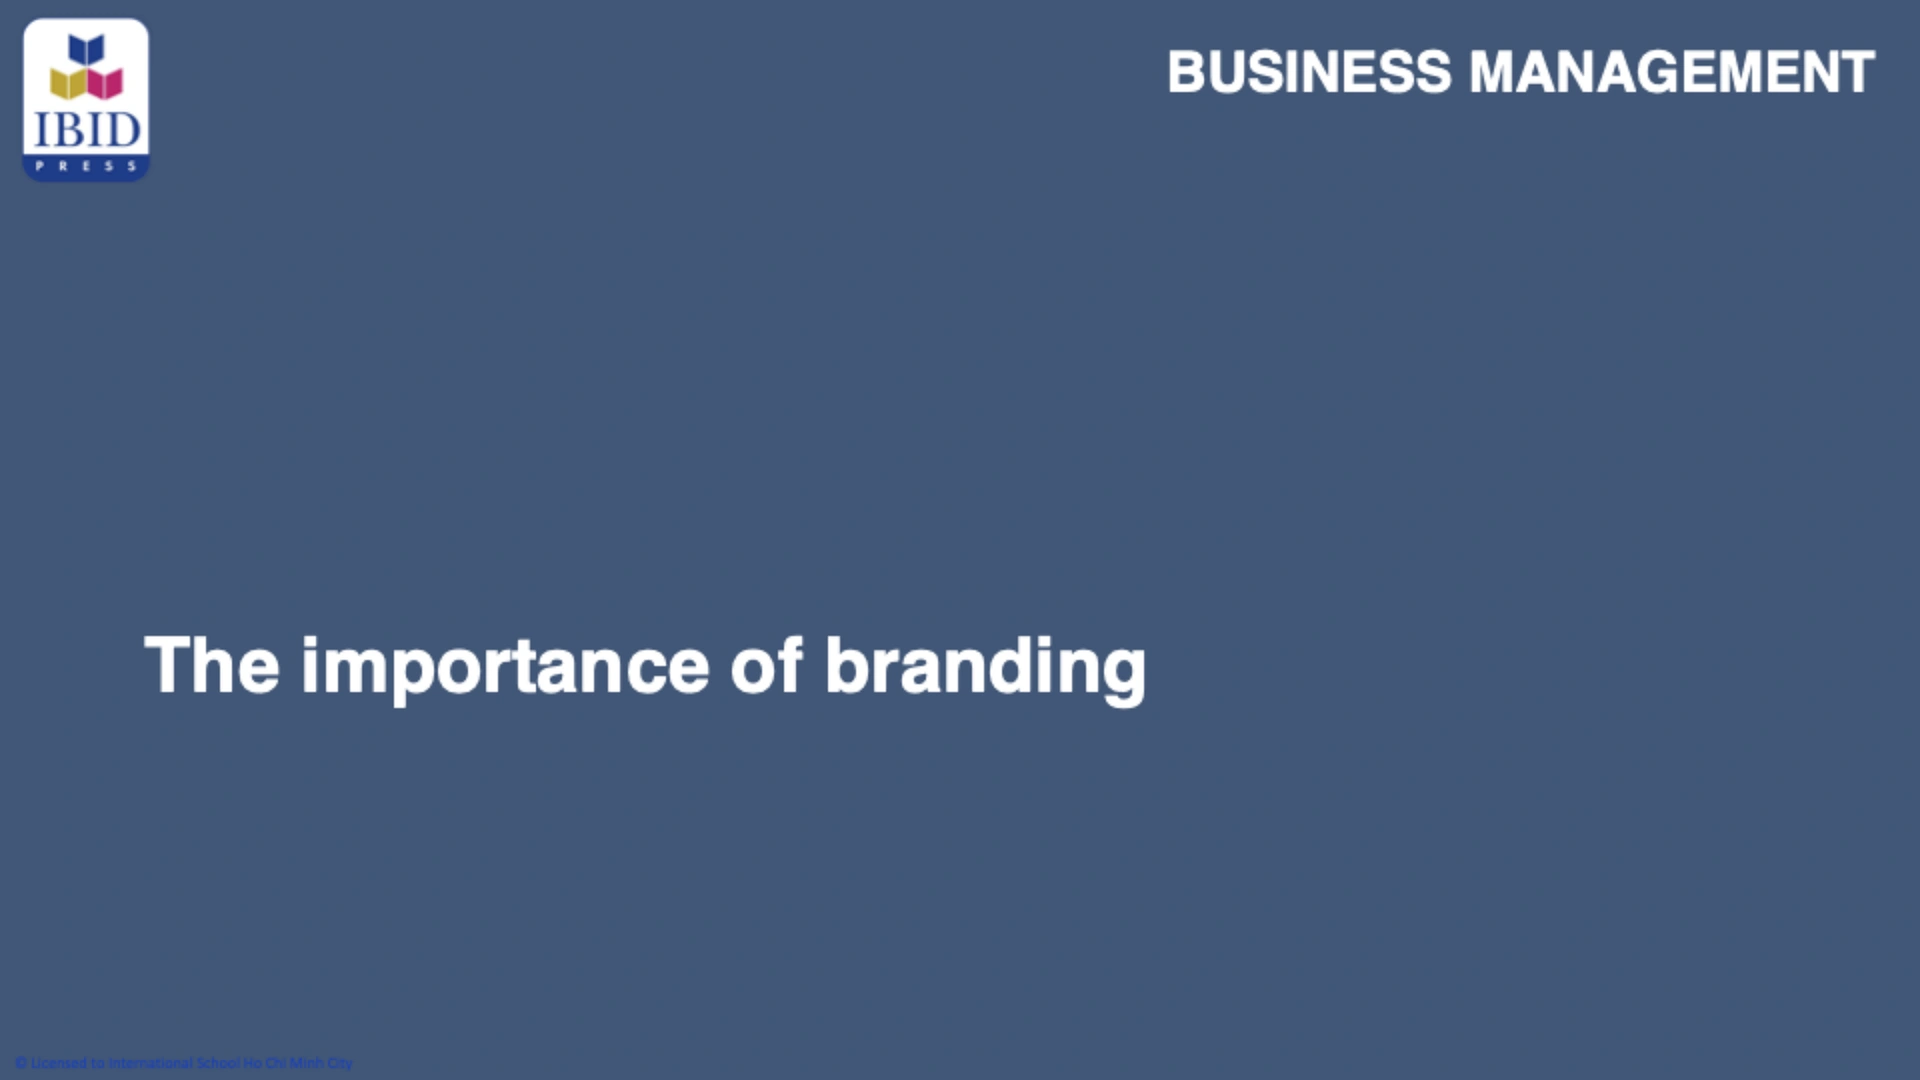 IBID
PRESS
BUSINESS MANAGEMENT
The importance of branding
© Licensed to International School Ho Chi Minh City